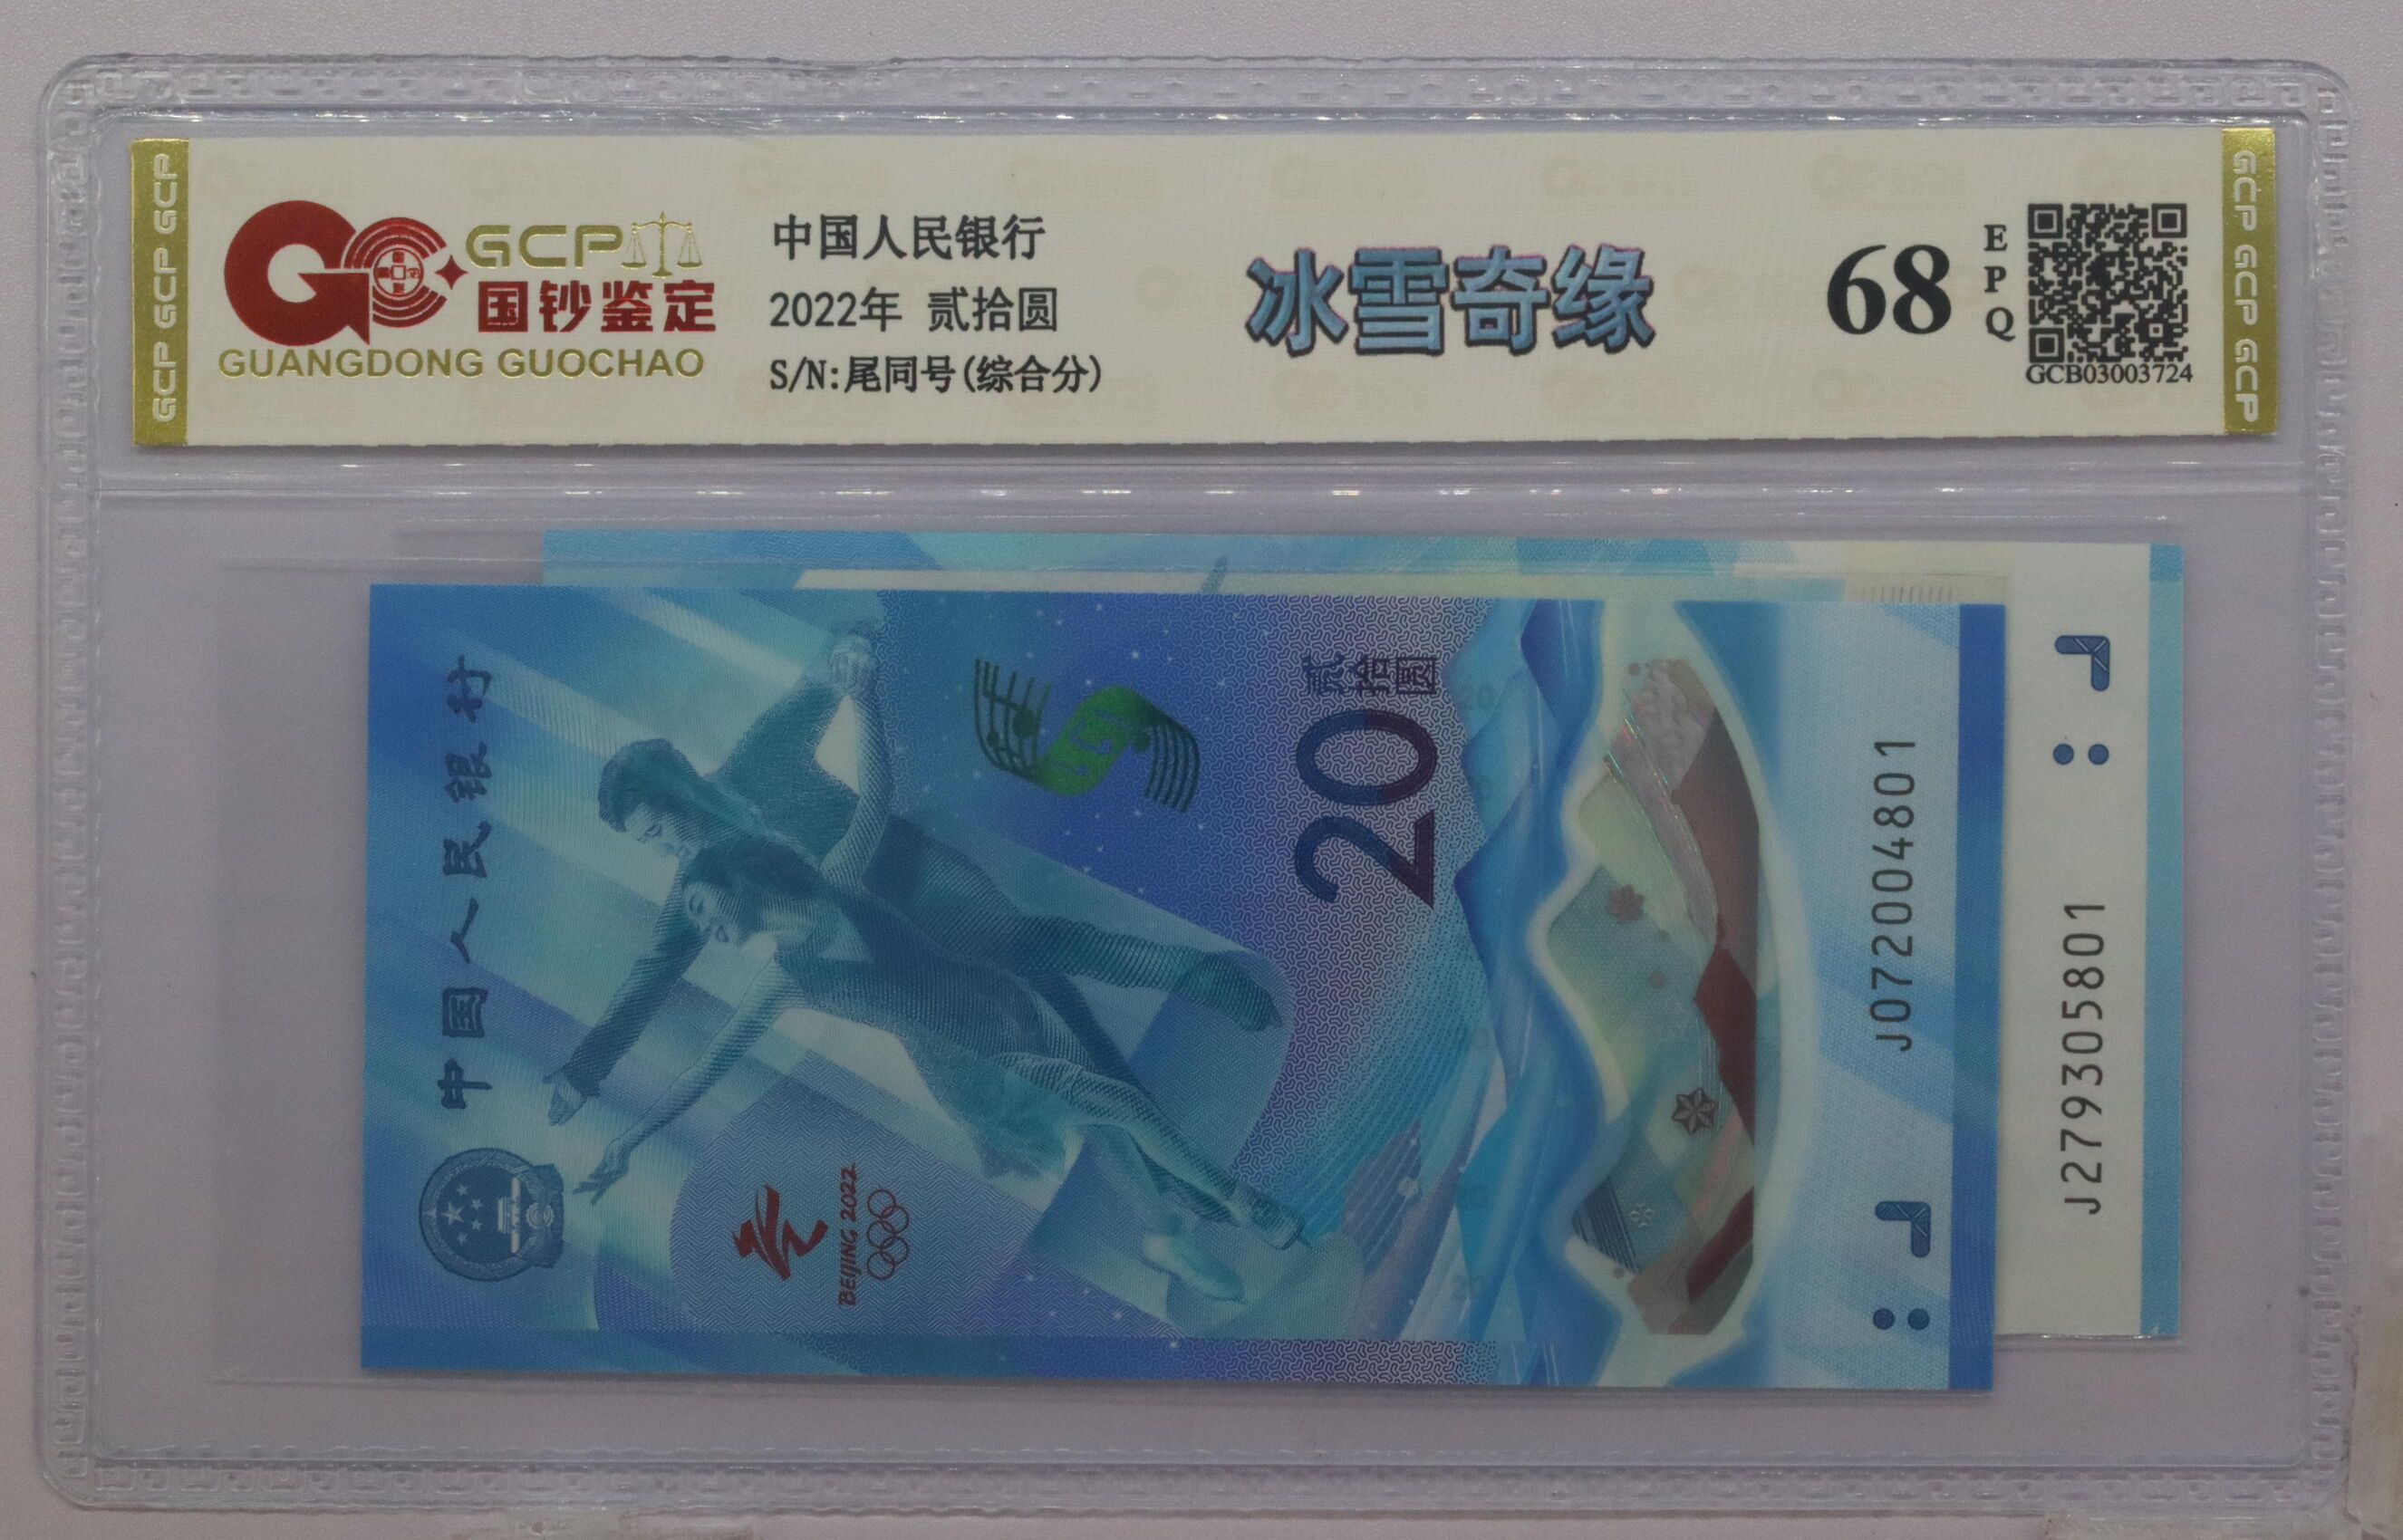 GCP GCP GCP
GCP
国钞鉴定
GUANGDONG GUOCHAO
中国人民银行
2022年 贰拾圆
S/N:尾同号(综合分)
冰雪奇缘
68
EPQ
GCB03003724
GCP GCP GCP
中国人民银行
BEIJING 2022
贰拾圆
20
J072004801
J279305801